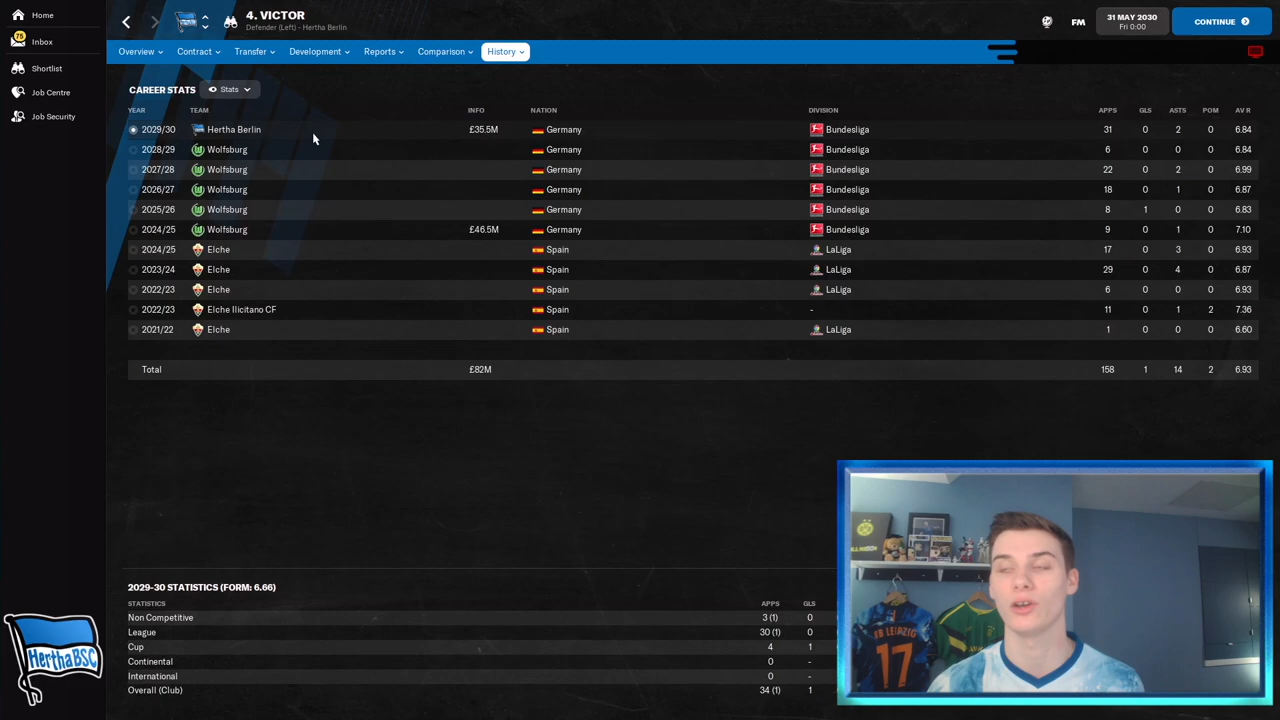 Home
75
Inbox
Shortlist
Job Centre
Job Security
4. VICTOR
Defender (Left) - Hertha Berlin
FM
31 MAY 2030
Fri 0:00
CONTINUE
Overview Contract Transfer Development Reports Comparison History
CAREER STATS Stats
YEAR TEAM INFO NATION DIVISION APPS GLS ASTS POM AV R
2029/30 Hertha Berlin £35.5M Germany Bundesliga 31 0 2 0 6.84
2028/29 Wolfsburg Germany Bundesliga 6 0 0 0 6.84
2027/28 Wolfsburg Germany Bundesliga 22 0 2 0 6.99
2026/27 Wolfsburg Germany Bundesliga 18 0 1 0 6.87
2025/26 Wolfsburg Germany Bundesliga 8 1 0 0 6.83
2024/25 Wolfsburg £46.5M Germany Bundesliga 9 0 1 0 7.10
2024/25 Elche Spain LaLiga 17 0 3 0 6.93
2023/24 Elche Spain LaLiga 29 0 4 0 6.87
2022/23 Elche Spain LaLiga 6 0 0 0 6.93
2022/23 Elche Ilicitano CF Spain - 11 0 1 2 7.36
2021/22 Elche Spain LaLiga 1 0 0 0 6.60
Total £82M 158 1 14 2 6.93
2029-30 STATISTICS (FORM: 6.66)
STATISTICS APPS GLS
Non Competitive 3 (1) 0
League 30 (1) 0
Cup 4 1
Continental 0 -
International 0 -
Overall (Club) 34 (1) 1
Hertha BSC
RB LEIPZIG
17